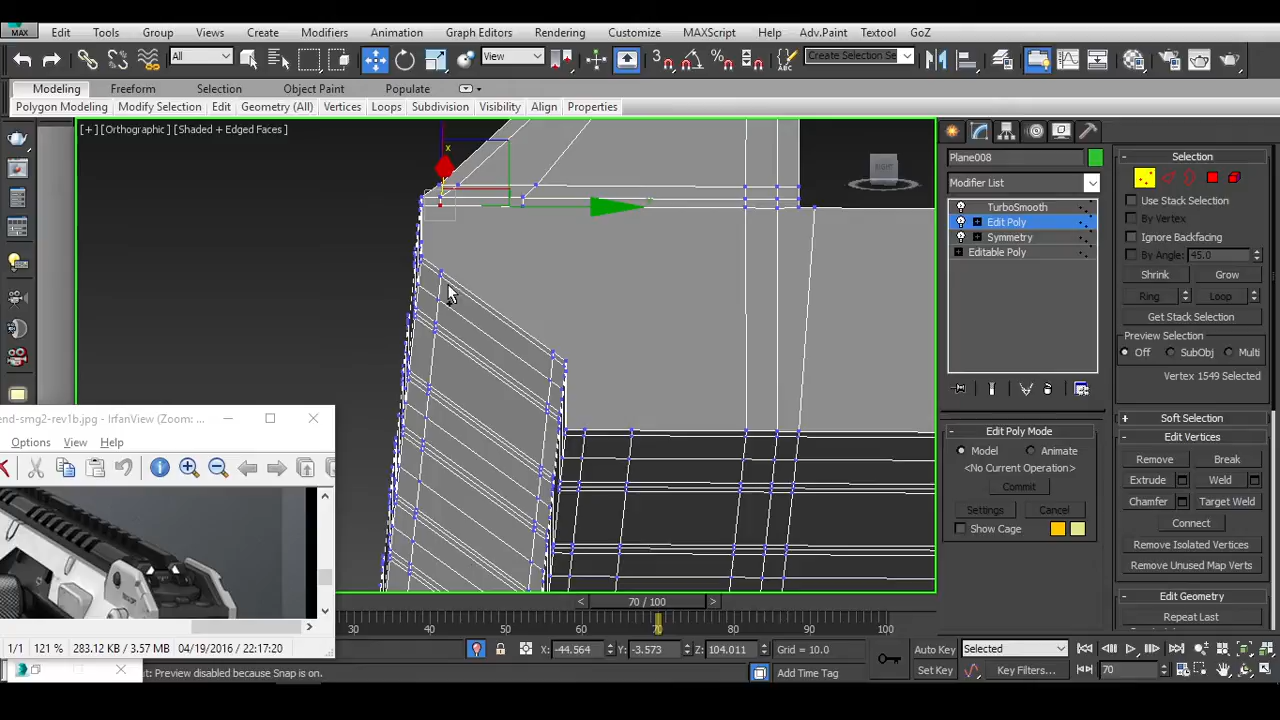 MAX Edit Tools Group Views Create Modifiers Animation Graph Editors Rendering Customize MAXScript Help Adv.Paint Textool GoZ
All View 3 Create Selection Se
Modeling Freeform Selection Object Paint Populate
Polygon Modeling Modify Selection Edit Geometry (All) Vertices Loops Subdivision Visibility Align Properties
[+] [Orthographic] [Shaded + Edged Faces]
x
RIGHT
Plane008
Modifier List
TurboSmooth
Edit Poly
Symmetry
Editable Poly
Selection
Use Stack Selection
By Vertex
Ignore Backfacing
By Angle: 45.0
Shrink Grow
Ring Loop
Get Stack Selection
Preview Selection
Off SubObj Multi
Vertex 1549 Selected
Soft Selection
Edit Vertices
Remove Break
Extrude Weld
Chamfer Target Weld
Connect
Remove Isolated Vertices
Remove Unused Map Verts
Edit Geometry
Repeat Last
Edit Poly Mode
Model Animate
<No Current Operation>
Commit
Settings Cancel
Show Cage
end-smg2-rev1b.jpg - IrfanView (Zoom: ...
Options View Help
1/1 121 % 283.12 KB / 3.57 MB 04/19/2016 / 22:17:20
70 / 100
30 40 50 60 70 80 90 100
X: -44.564 Y: -3.573 Z: 104.011 Grid = 10.0
Auto Key Selected
Set Key Key Filters... 70
t: Preview disabled because Snap is on.
Add Time Tag